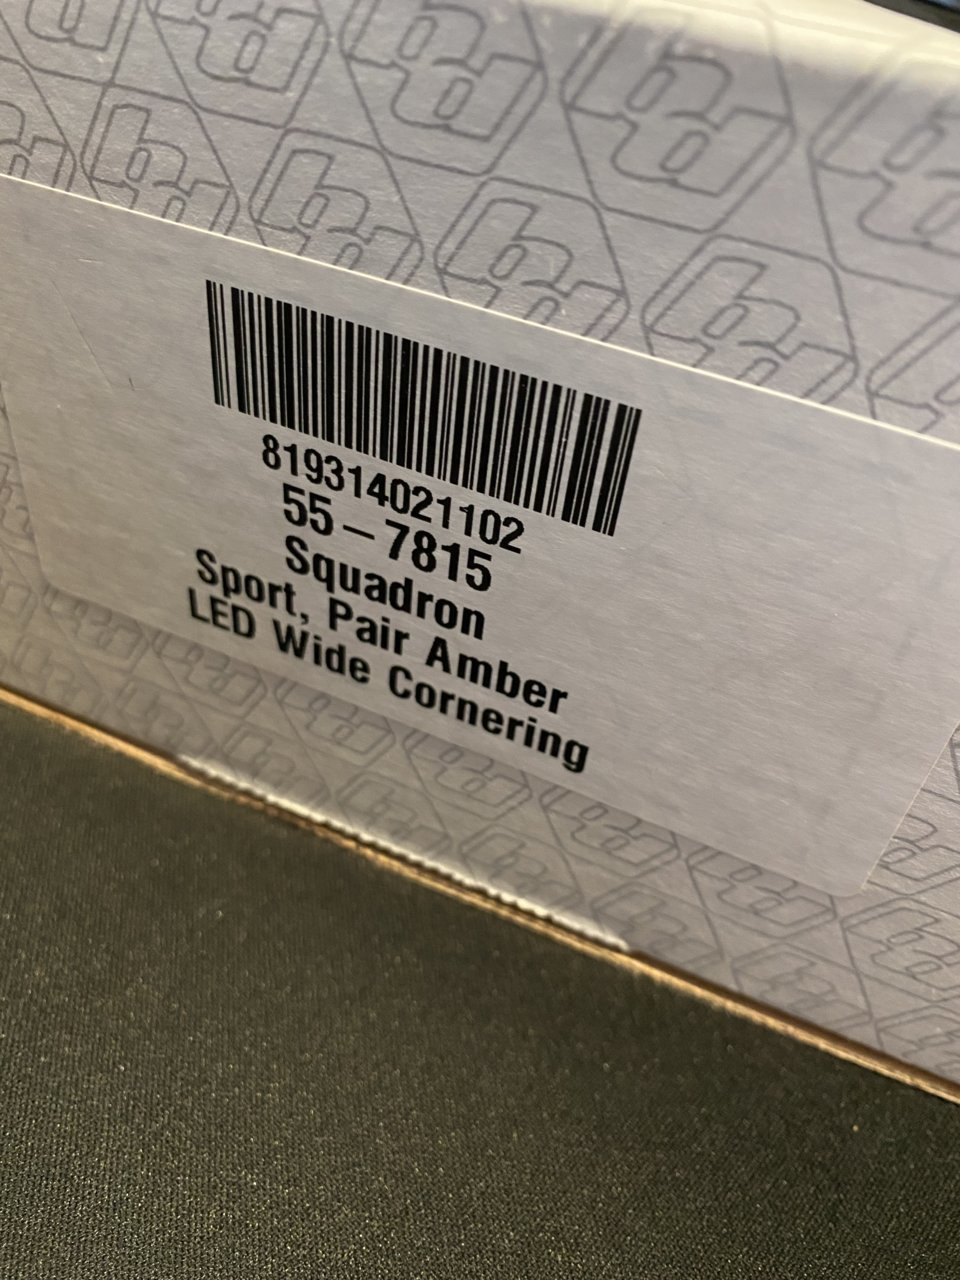 819314021102
55-7815
Squadron
Sport, Pair Amber
LED Wide Cornering